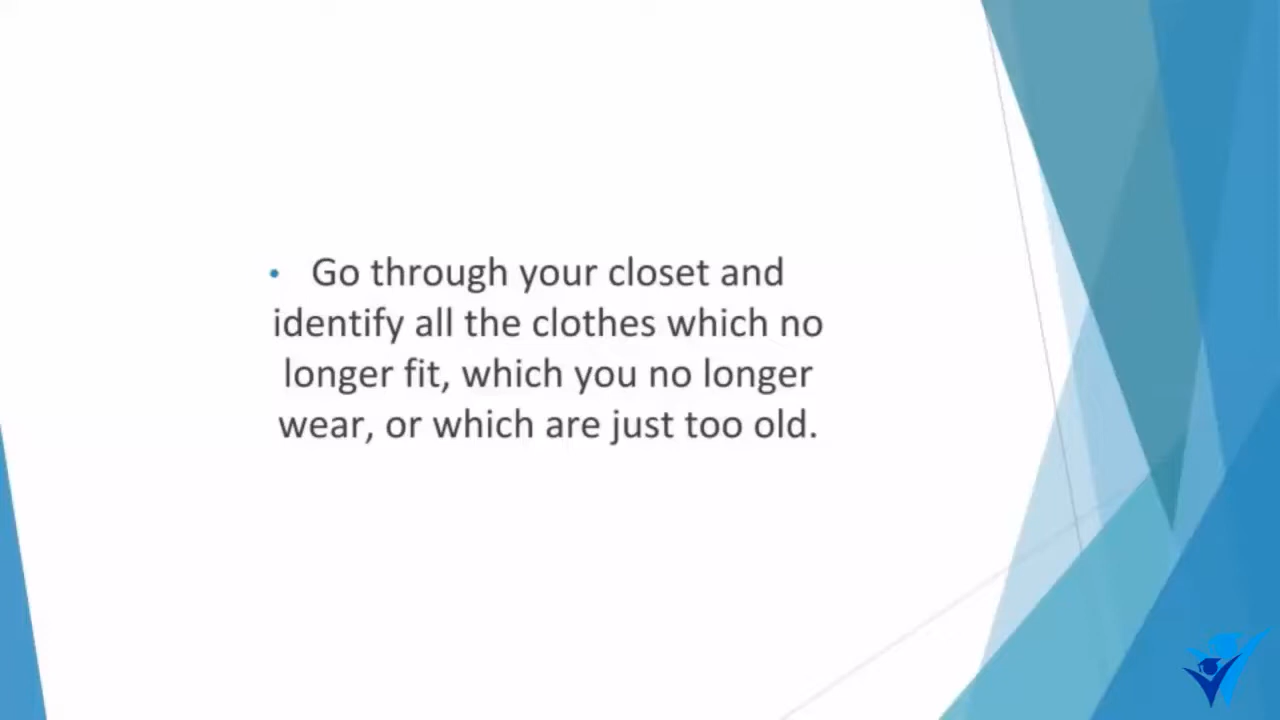 • Go through your closet and
identify all the clothes which no
longer fit, which you no longer
wear, or which are just too old.